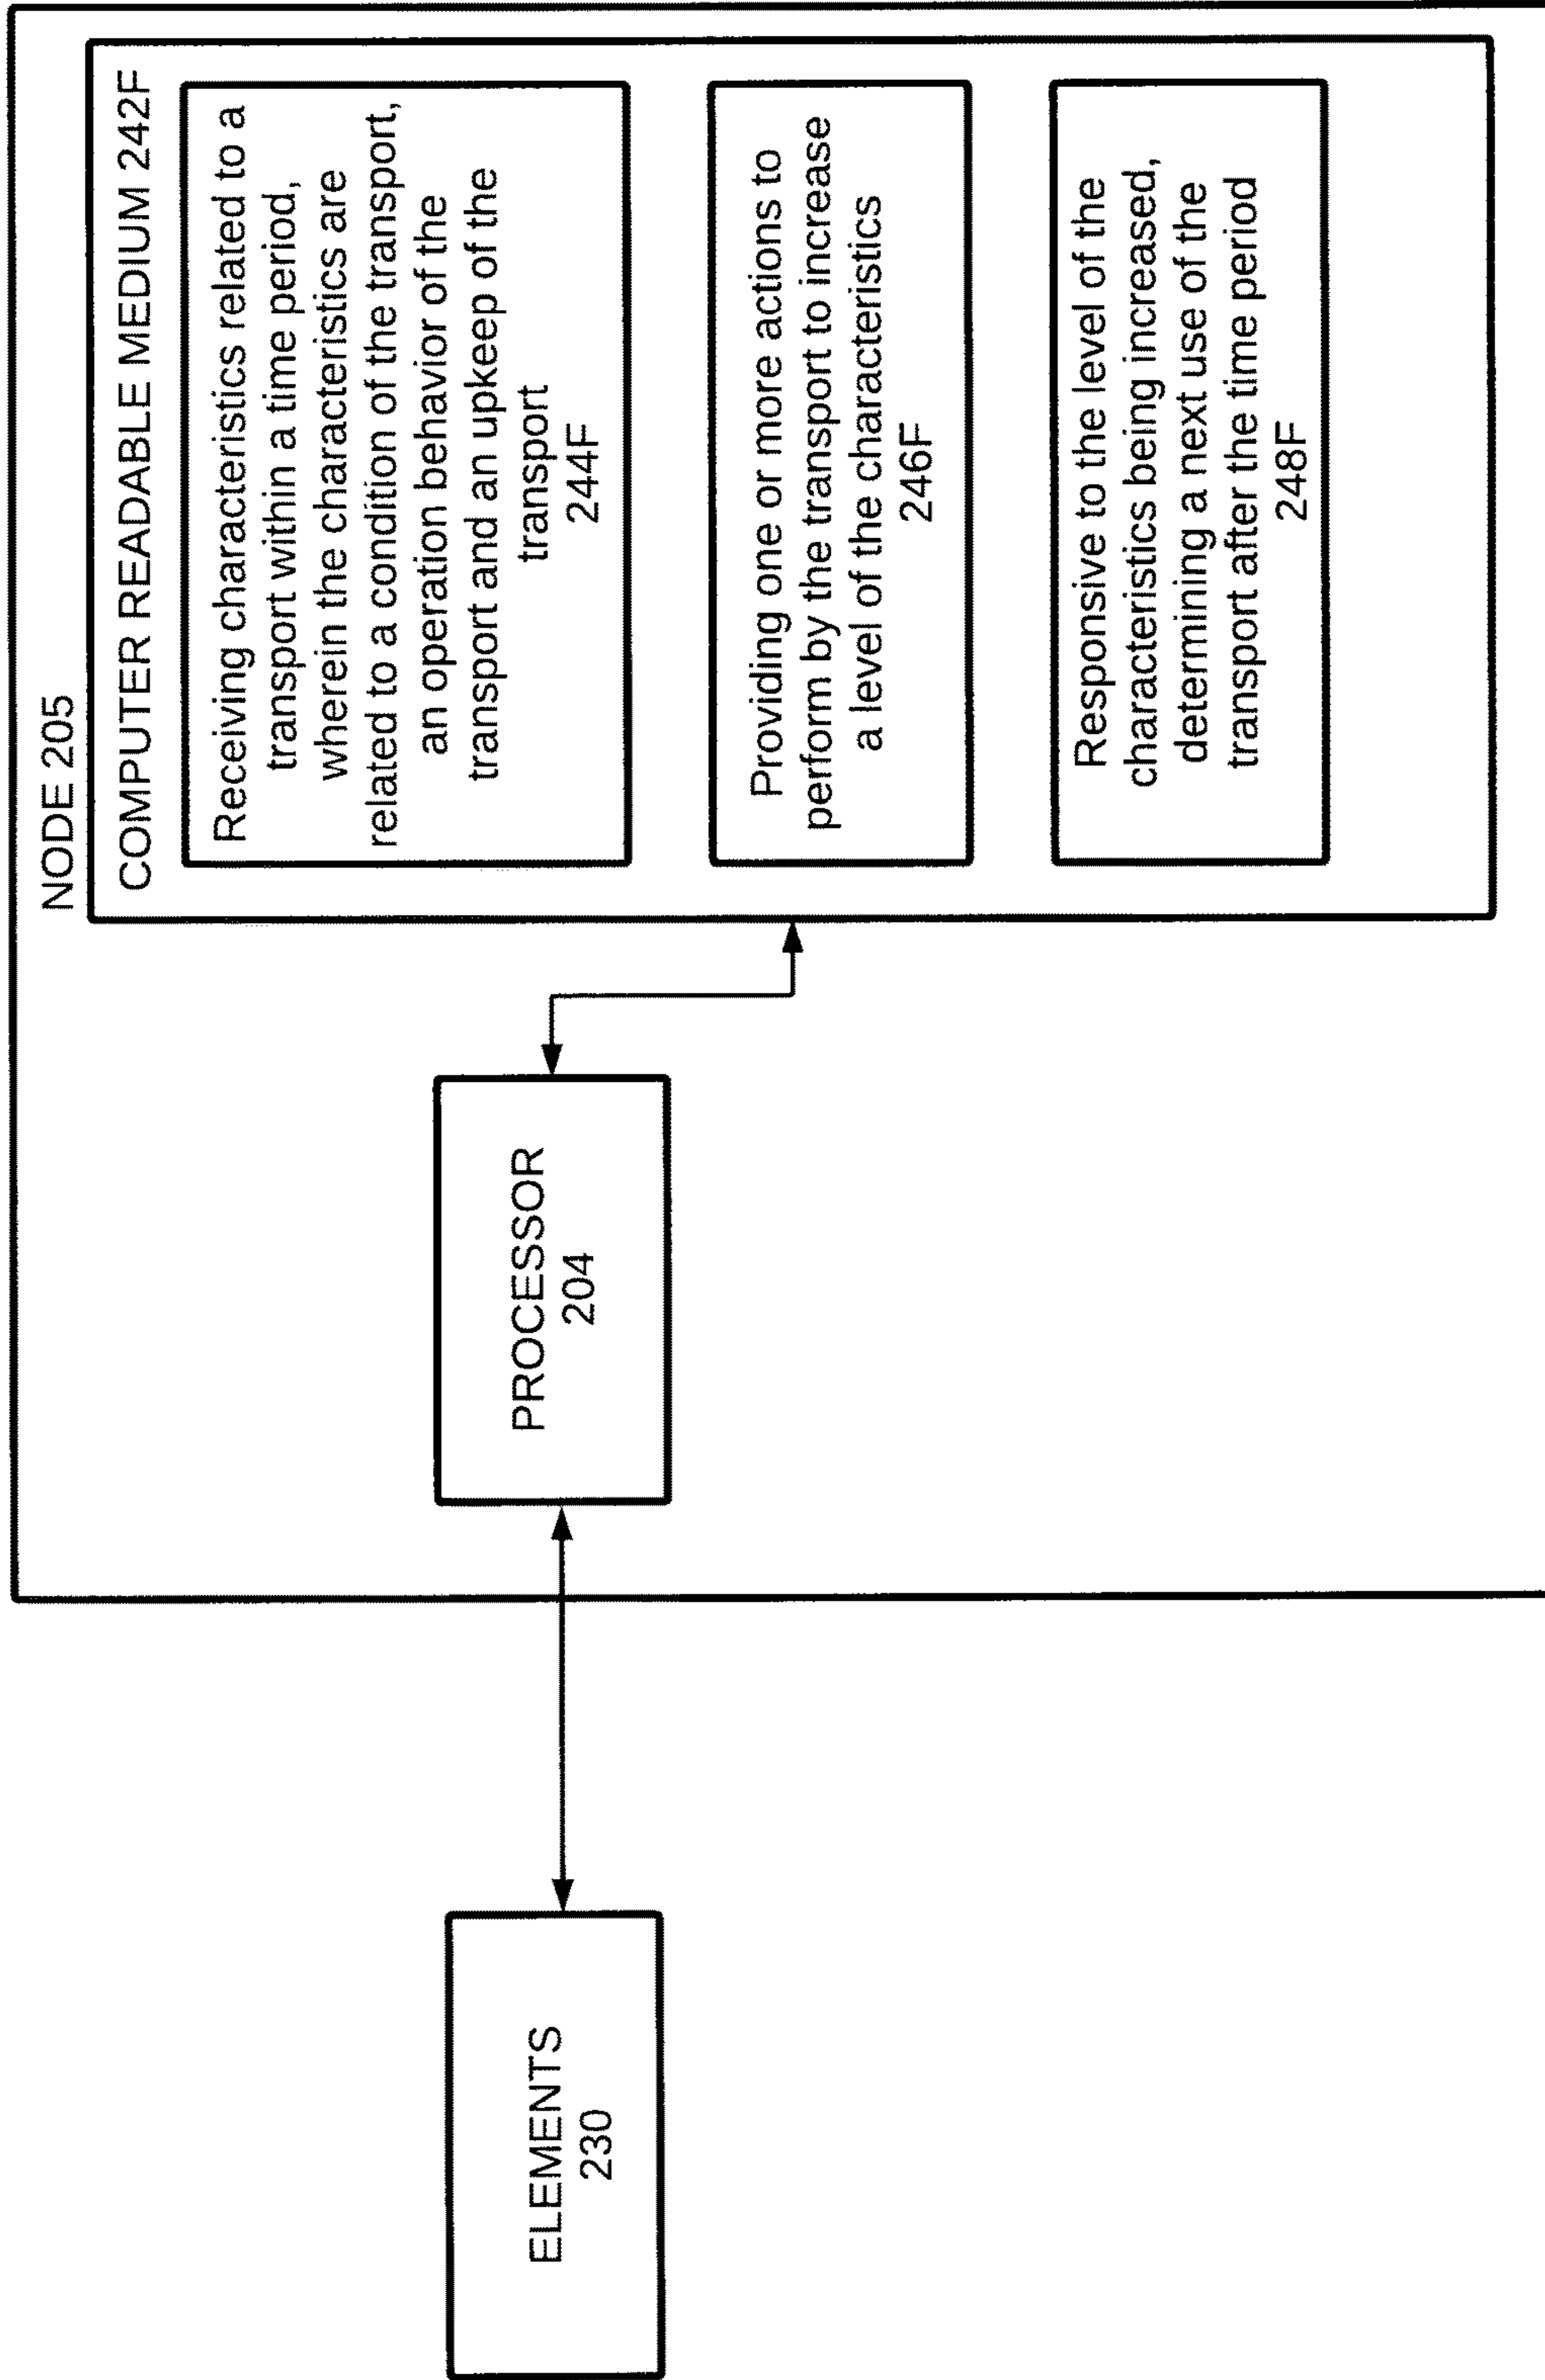 NODE 205
COMPUTER READABLE MEDIUM 242F
Receiving characteristics related to a
transport within a time period,
wherein the characteristics are
related to a condition of the transport,
an operation behavior of the
transport and an upkeep of the
transport
244F
Providing one or more actions to
perform by the transport to increase
a level of the characteristics
246F
Responsive to the level of the
characteristics being increased,
determining a next use of the
transport after the time period
248F
PROCESSOR
204
ELEMENTS
230